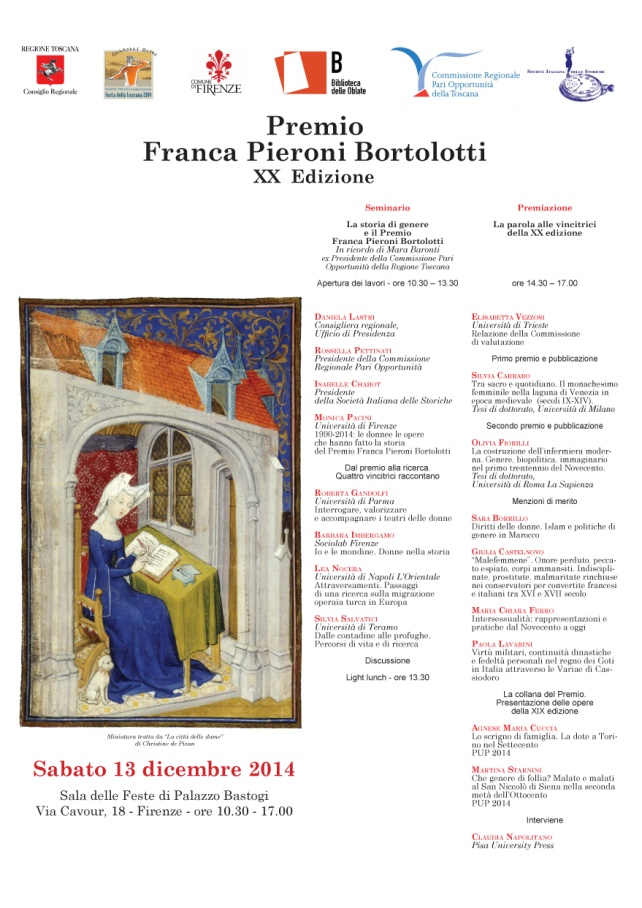 REGIONE TOSCANA
Consiglio Regionale
Festa della Toscana 2014
COMUNE
DI FIRENZE
B
Biblioteca
delle Oblate
Commissione Regionale
Pari Opportunità
della Toscana
Società Italiana delle Storiche
Premio
Franca Pieroni Bortolotti
XX Edizione
Seminario
La storia di genere
e il Premio
Franca Pieroni Bortolotti
In ricordo di Mara Baronti
ex Presidente della Commissione Pari
Opportunità della Regione Toscana
Apertura dei lavori - ore 10.30 – 13.30
Daniela Lastri
Consigliera regionale,
Ufficio di Presidenza
Rossella Pettinati
Presidente della Commissione
Regionale Pari Opportunità
Isabelle Chabot
Presidente
della Società Italiana delle Storiche
Monica Pacini
Università di Firenze
1990-2014: le donne e le opere
che hanno fatto la storia
del Premio Franca Pieroni Bortolotti
Dal premio alla ricerca.
Quattro vincitrici raccontano
Roberta Gandolfi
Università di Parma
Interrogare, valorizzare
e accompagnare i teatri delle donne
Barbara Imbergamo
Sociolab Firenze
Io e le mondine. Donne nella storia
Lea Nocera
Università di Napoli L'Orientale
Attraversamenti. Passaggi
di una ricerca sulla migrazione
operaia turca in Europa
Silvia Salvatici
Università di Teramo
Dalle contadine alle profughe.
Percorsi di vita e di ricerca
Discussione
Light lunch - ore 13.30
Premiazione
La parola alle vincitrici
della XX edizione
ore 14.30 – 17.00
Elisabetta Vezzosi
Università di Trieste
Relazione della Commissione
di valutazione
Primo premio e pubblicazione
Silvia Carraro
Tra sacro e quotidiano. Il monachesimo
femminile nella laguna di Venezia in
epoca medievale (secoli IX-XIV).
Tesi di dottorato, Università di Milano
Secondo premio e pubblicazione
Olivia Fiorilli
La costruzione dell'infermiera moder-
na. Genere, biopolitica, immaginario
nel primo trentennio del Novecento.
Tesi di dottorato,
Università di Roma La Sapienza
Menzioni di merito
Sara Borrillo
Diritti delle donne, Islam e politiche di
genere in Marocco
Giulia Castelnovo
"Malefemmene". Onore perduto, pecca-
to espiato, corpi ammansiti. Indiscipli-
nate, prostitute, malmaritate rinchiuse
nei conservatori per convertite francesi
e italiani tra XVI e XVII secolo
Maria Chiara Ferro
Intersessualità: rappresentazioni e
pratiche dal Novecento a oggi
Paola Lavarini
Virtù militari, continuità dinastiche
e fedeltà personali nel regno dei Goti
in Italia attraverso le Variae di Cas-
siodoro
La collana del Premio.
Presentazione delle opere
della XIX edizione
Agnese Maria Cuccia
Lo scrigno di famiglia. La dote a Tori-
no nel Settecento
PUP 2014
Martina Starnini
Che genere di follia? Malate e malati
al San Niccolò di Siena nella seconda
metà dell'Ottocento
PUP 2014
Interviene
Claudia Napolitano
Pisa University Press
Miniatura tratta da "La città delle dame"
di Christine de Pizan
Sabato 13 dicembre 2014
Sala delle Feste di Palazzo Bastogi
Via Cavour, 18 - Firenze - ore 10.30 - 17.00